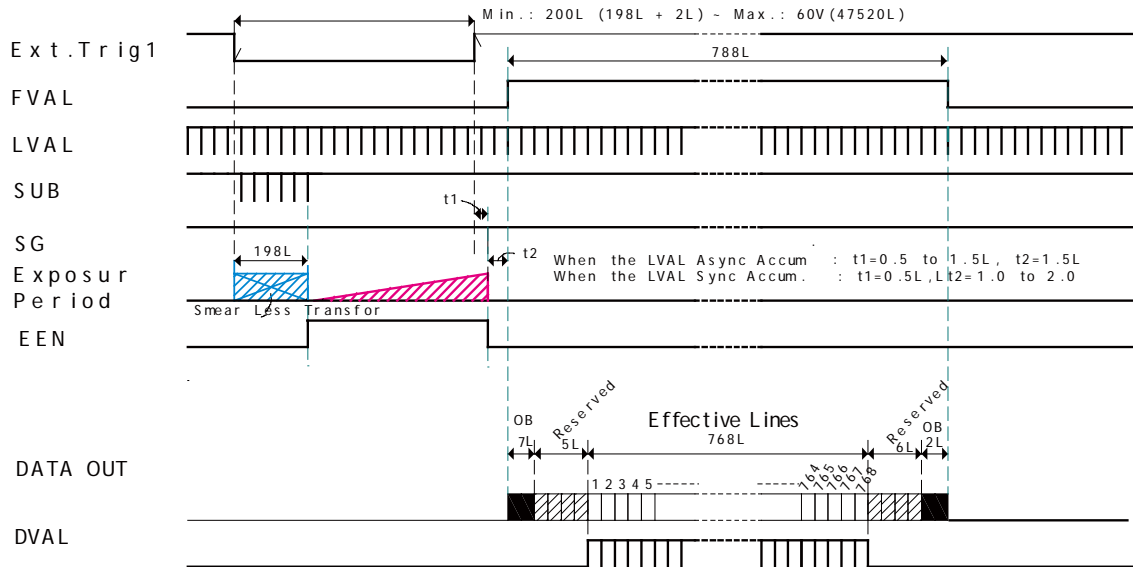 Min.: 200L (198L + 2L) ~ Max.: 60V(47520L)
Ext.Trig1
788L
FVAL
LVAL
SUB
t1
SG
198L
t2
When the LVAL Async Accum : t1=0.5 to 1.5L, t2=1.5L
When the LVAL Sync Accum. : t1=0.5L,Lt2=1.0 to 2.0
Exposur
Period
Smear Less Transfor
EEN
OB
Reserved
Effective Lines
Reserved
OB
7L
5L
768L
6L
2L
DATA OUT
1 2 3 4 5
764
765
766
767
768
DVAL